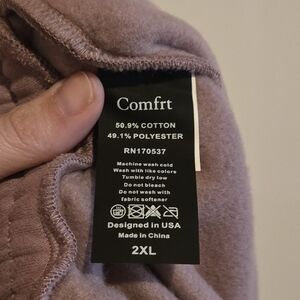 Comfrt
50.9% COTTON
49.1% POLYESTER
RN170537
Machine wash cold
Wash with like colors
Tumble dry low
Do not bleach
Do not wash with
fabric softener
Designed in USA
Made in China
2XL